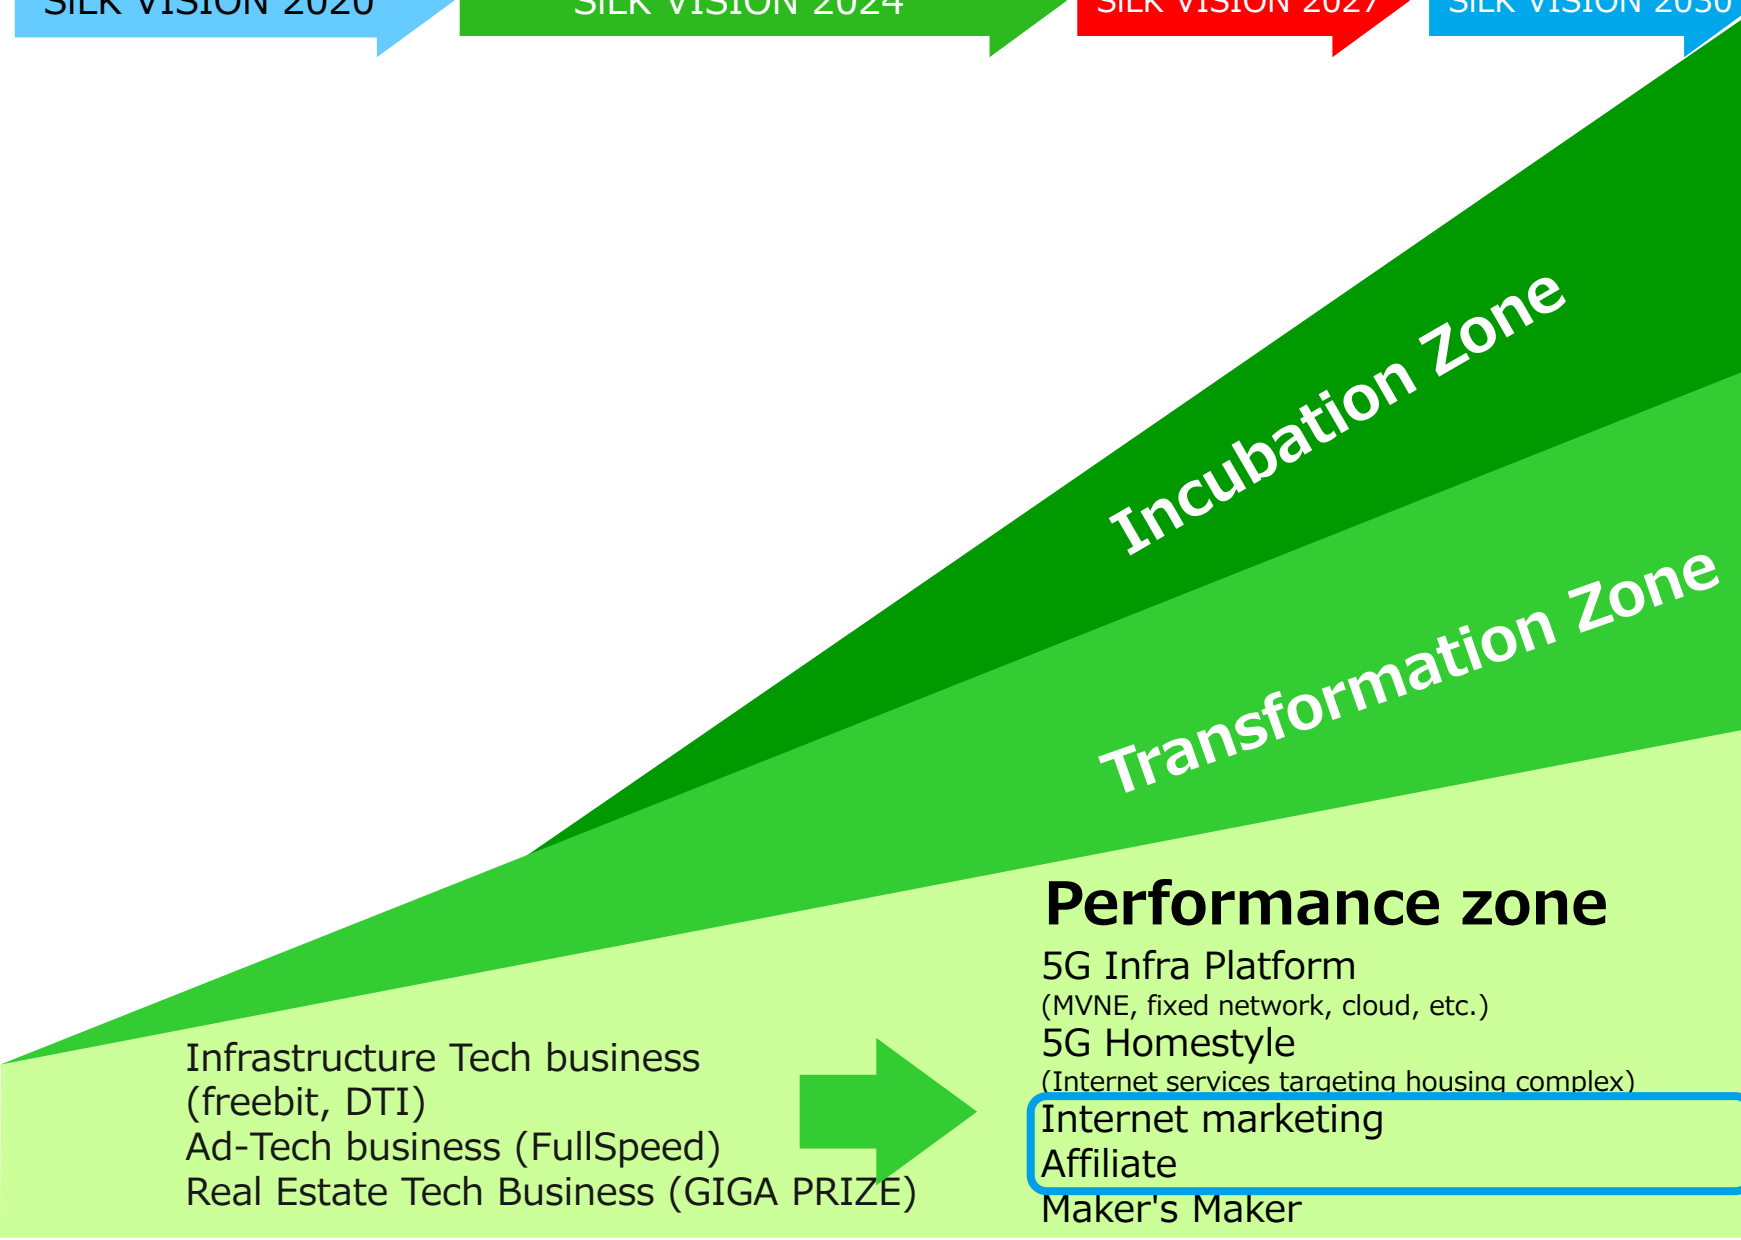 SiLK VISION 2020
SiLK VISION 2024
SiLK VISION 2027
SiLK VISION 2030
Incubation Zone
Transformation Zone
Performance zone
5G Infra Platform
(MVNE, fixed network, cloud, etc.)
5G Homestyle
(Internet services targeting housing complex)
Internet marketing
Affiliate
Maker's Maker
Infrastructure Tech business
(freebit, DTI)
Ad-Tech business (FullSpeed)
Real Estate Tech Business (GIGA PRIZE)